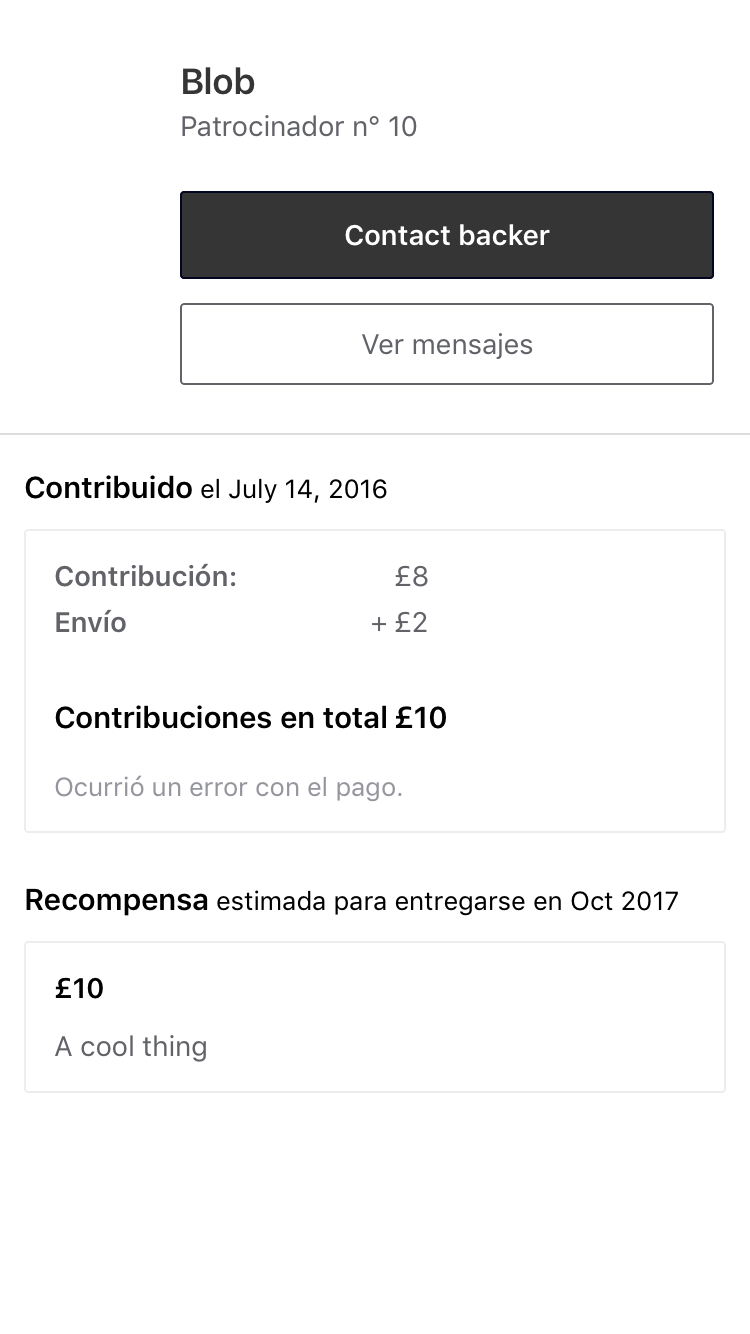 Blob
Patrocinador n° 10
Contact backer
Ver mensajes
Contribuido el July 14, 2016
Contribución: £8
Envío + £2
Contribuciones en total £10
Ocurrió un error con el pago.
Recompensa estimada para entregarse en Oct 2017
£10
A cool thing